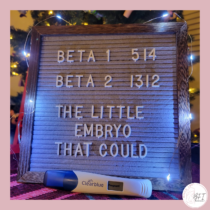 BETA 1 514
BETA 2 1312
THE LITTLE
EMBRYO
THAT COULD
Clearblue